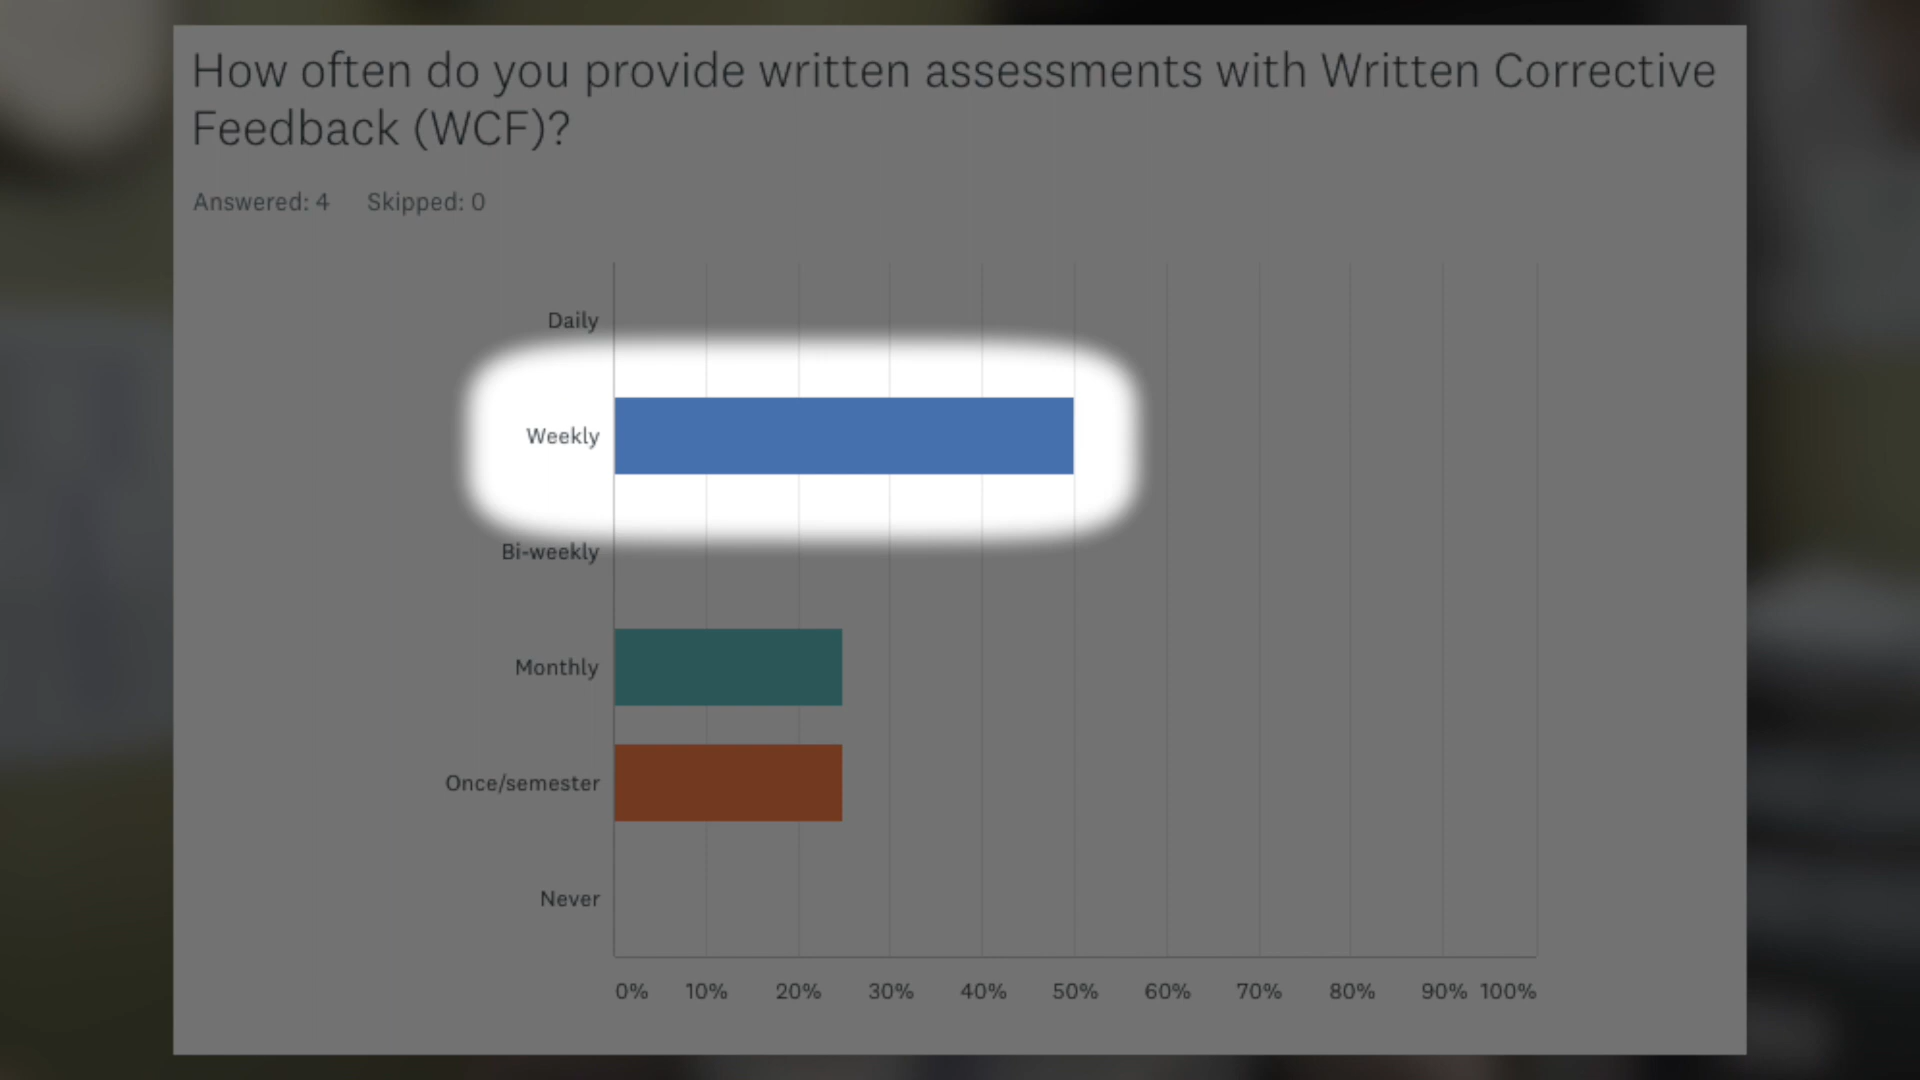 How often do you provide written assessments with Written Corrective
Feedback (WCF)?
Answered: 4 Skipped: 0
Daily
Weekly
Bi-weekly
Monthly
Once/semester
Never
0% 10% 20% 30% 40% 50% 60% 70% 80% 90% 100%